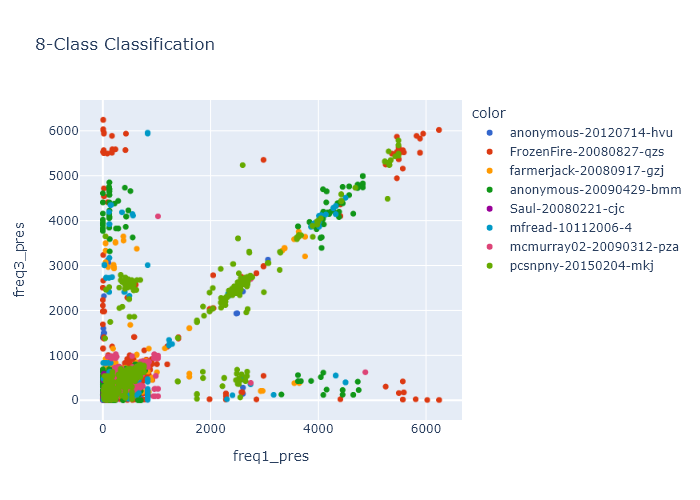 8-Class Classification
color
anonymous-20120714-hvu
FrozenFire-20080827-qzs
farmerjack-20080917-gzj
anonymous-20090429-bmm
Saul-20080221-cjc
mfread-10112006-4
mcmurray02-20090312-pza
pcsnpny-20150204-mkj
freq3_pres
6000
5000
4000
3000
2000
1000
0
0
2000
4000
6000
freq1_pres